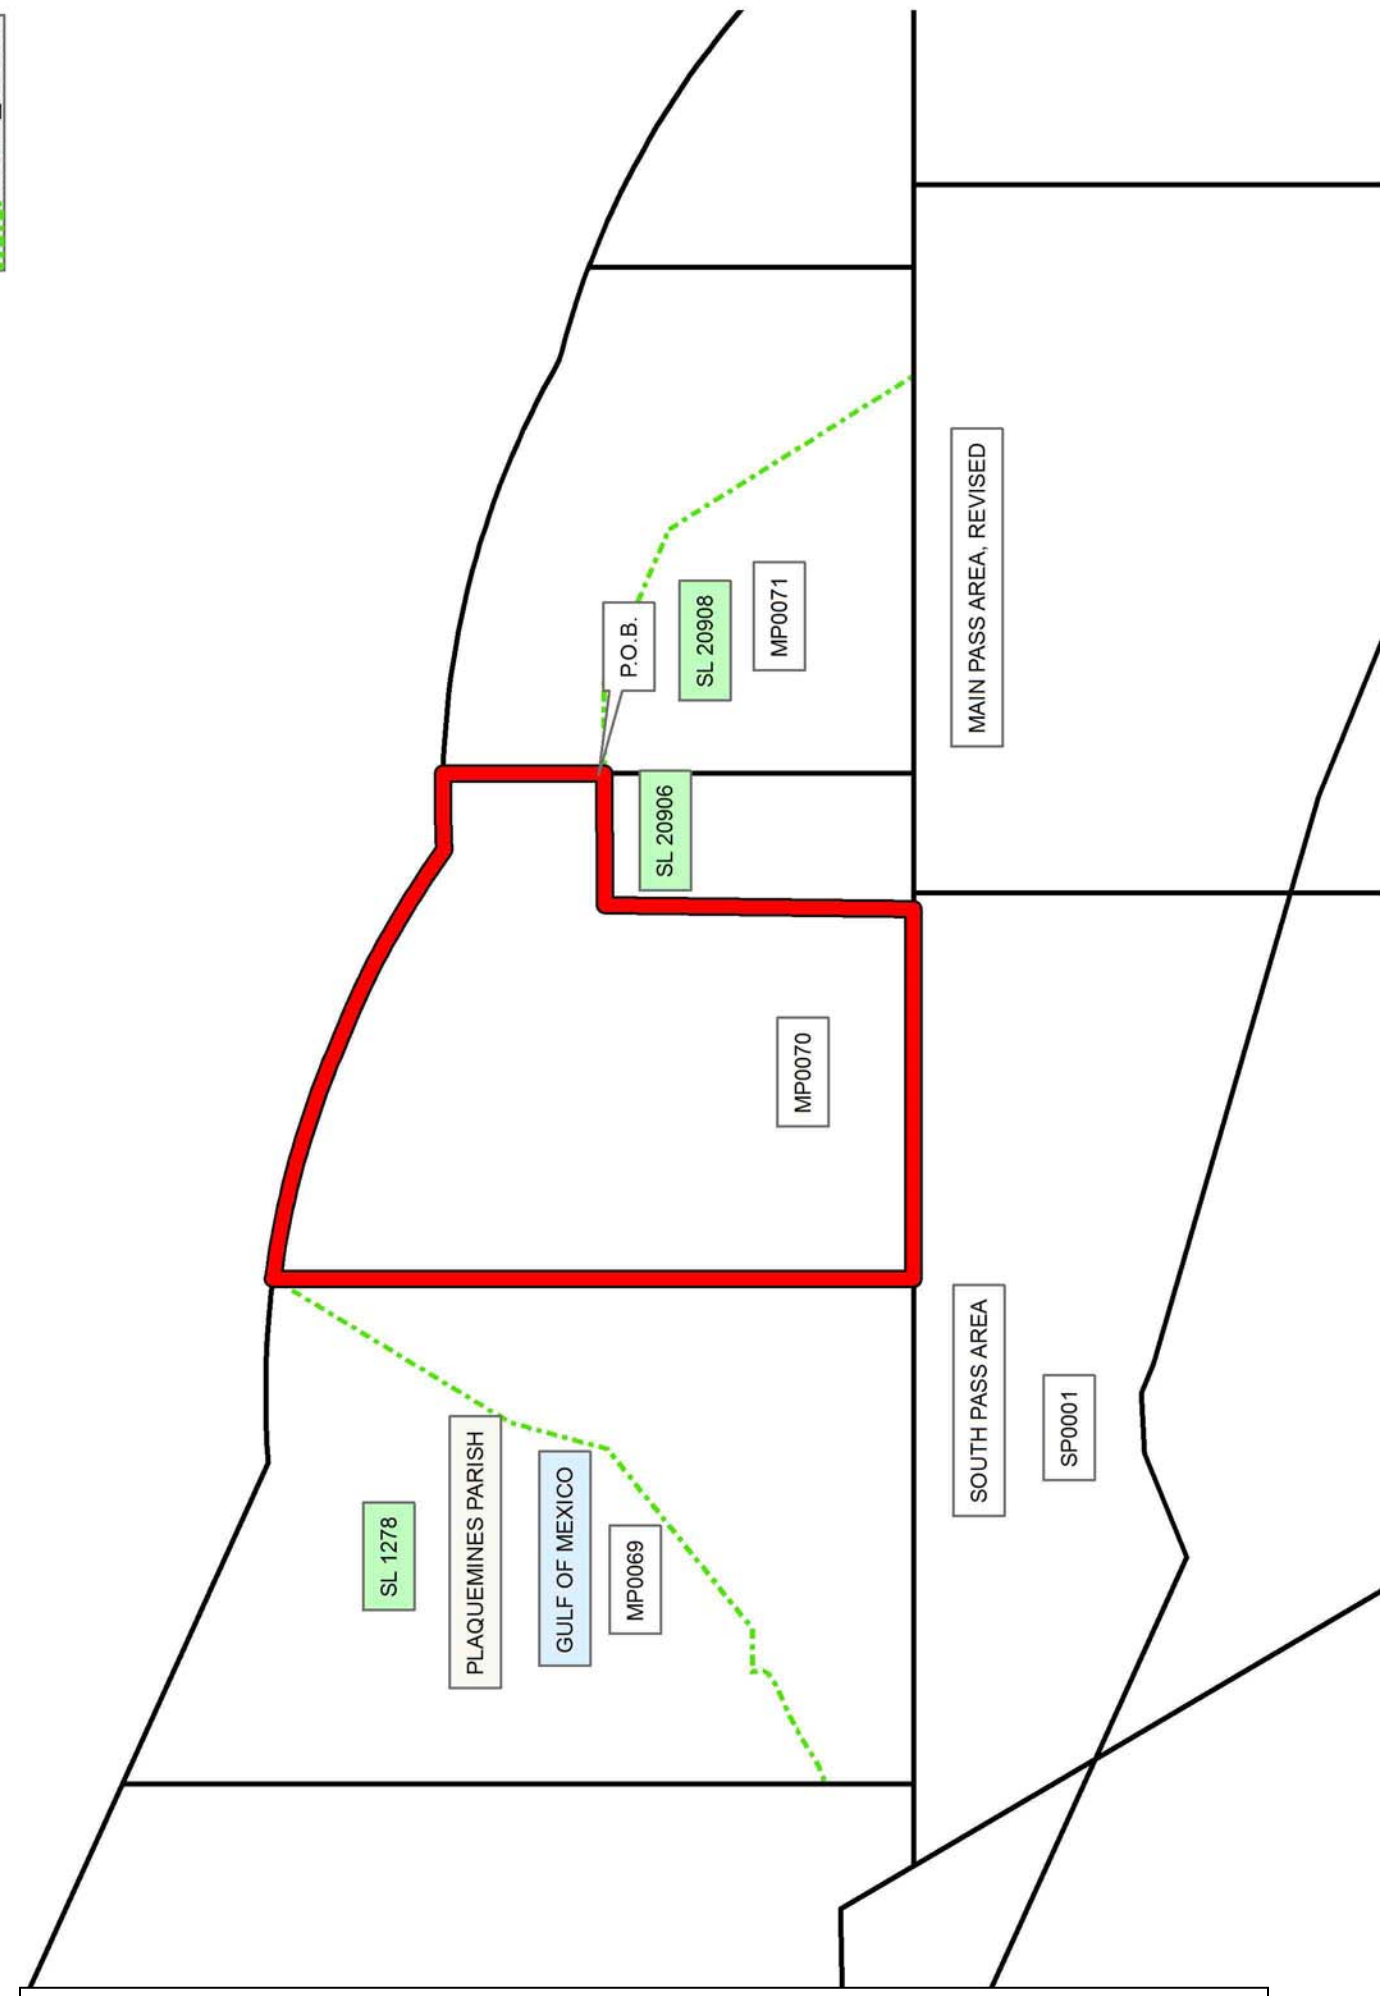 SL 1278
PLAQUEMINES PARISH
GULF OF MEXICO
MP0069
P.O.B.
SL 20906
SL 20908
MP0071
MP0070
MAIN PASS AREA, REVISED
SOUTH PASS AREA
SP0001